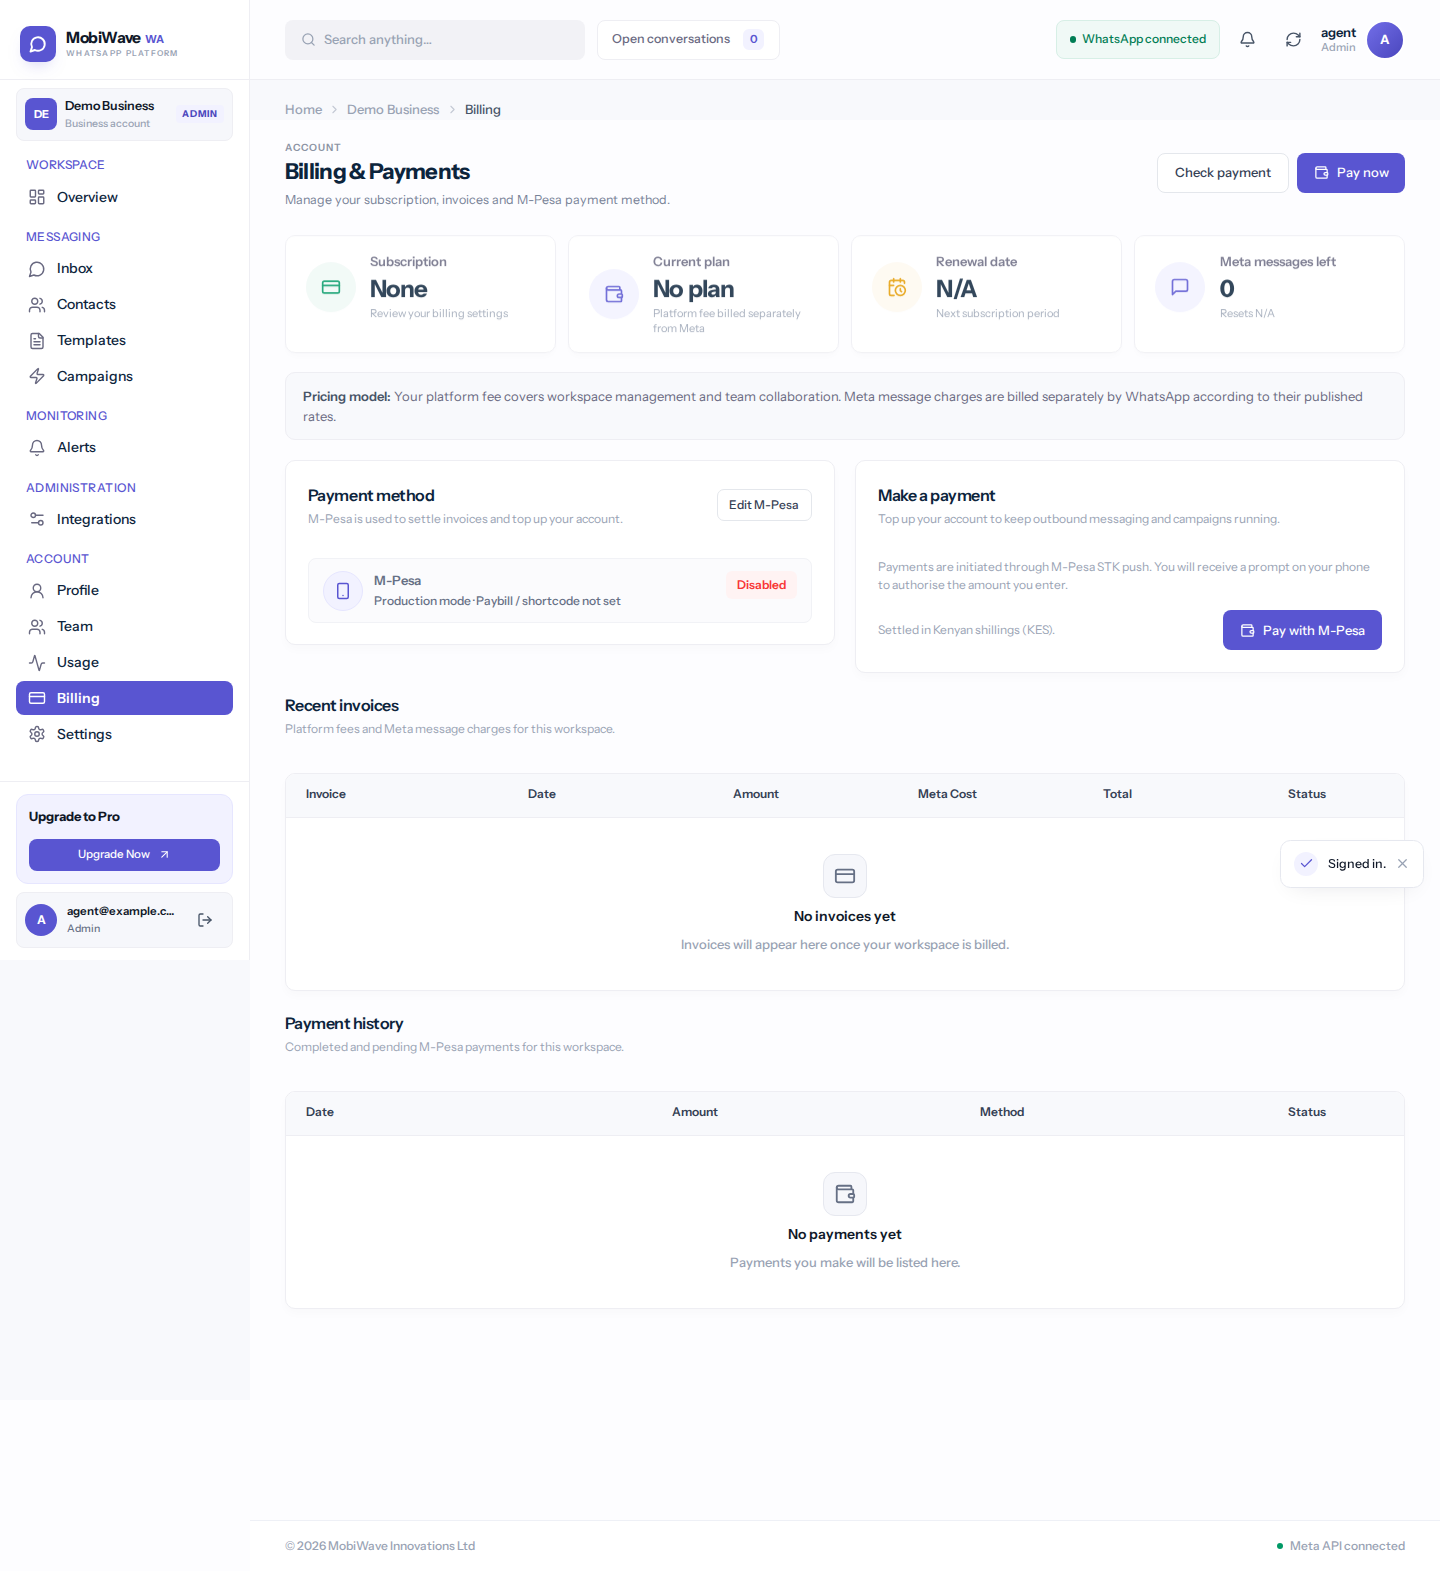 MobiWave WA
WHATSAPP PLATFORM
DE
Demo Business
Business account
ADMIN
WORKSPACE
Overview
MESSAGING
Inbox
Contacts
Templates
Campaigns
MONITORING
Alerts
ADMINISTRATION
Integrations
ACCOUNT
Profile
Team
Usage
Billing
Settings
Upgrade to Pro
Upgrade Now
A
agent@example.c...
Admin
Search anything...
Open conversations 0
WhatsApp connected
agent
Admin
A
Home > Demo Business > Billing
ACCOUNT
Billing & Payments
Manage your subscription, invoices and M-Pesa payment method.
Check payment
Pay now
Subscription
None
Review your billing settings
Current plan
No plan
Platform fee billed separately
from Meta
Renewal date
N/A
Next subscription period
Meta messages left
0
Resets N/A
Pricing model: Your platform fee covers workspace management and team collaboration. Meta message charges are billed separately by WhatsApp according to their published
rates.
Payment method
M-Pesa is used to settle invoices and top up your account.
Edit M-Pesa
M-Pesa
Production mode · Paybill / shortcode not set
Disabled
Make a payment
Top up your account to keep outbound messaging and campaigns running.
Payments are initiated through M-Pesa STK push. You will receive a prompt on your phone
to authorise the amount you enter.
Settled in Kenyan shillings (KES).
Pay with M-Pesa
Recent invoices
Platform fees and Meta message charges for this workspace.
Invoice Date Amount Meta Cost Total Status
No invoices yet
Invoices will appear here once your workspace is billed.
Signed in.
Payment history
Completed and pending M-Pesa payments for this workspace.
Date Amount Method Status
No payments yet
Payments you make will be listed here.
© 2026 MobiWave Innovations Ltd
Meta API connected